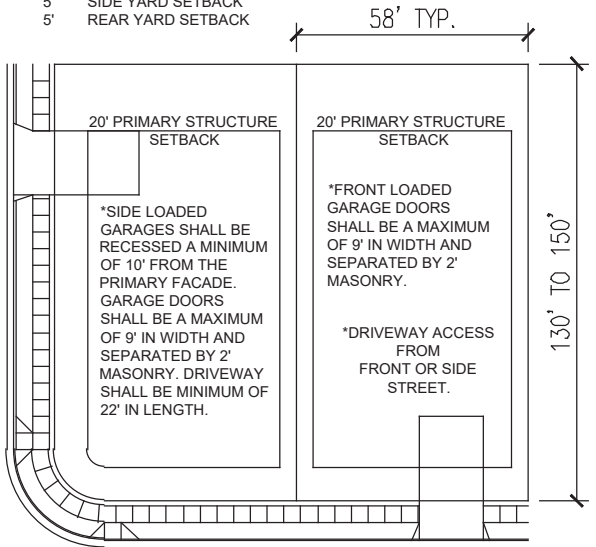 5' SIDE YARD SETBACK
5' REAR YARD SETBACK
58' TYP.
20' PRIMARY STRUCTURE
SETBACK
*SIDE LOADED
GARAGES SHALL BE
RECESSED A MINIMUM
OF 10' FROM THE
PRIMARY FACADE.
GARAGE DOORS
SHALL BE A MAXIMUM
OF 9' IN WIDTH AND
SEPARATED BY 2'
MASONRY. DRIVEWAY
SHALL BE MINIMUM OF
22' IN LENGTH.
20' PRIMARY STRUCTURE
SETBACK
*FRONT LOADED
GARAGE DOORS
SHALL BE A MAXIMUM
OF 9' IN WIDTH AND
SEPARATED BY 2'
MASONRY.
*DRIVEWAY ACCESS
FROM
FRONT OR SIDE
STREET.
130' TO 150'